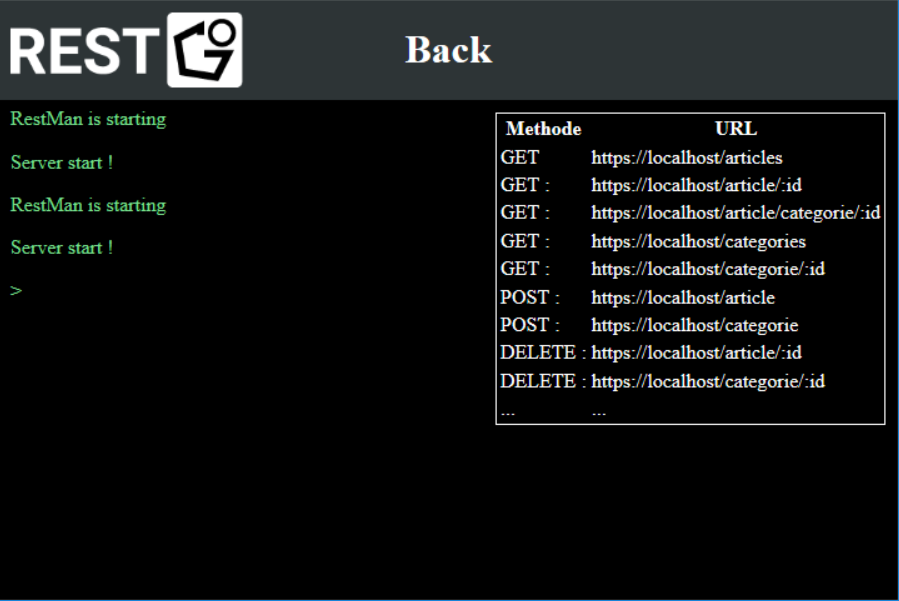 REST GO
Back
RestMan is starting
Server start !
RestMan is starting
Server start !
>
Methode URL
GET https://localhost/articles
GET : https://localhost/article/:id
GET : https://localhost/article/categorie/:id
GET : https://localhost/categories
GET : https://localhost/categorie/:id
POST : https://localhost/article
POST : https://localhost/categorie
DELETE : https://localhost/article/:id
DELETE : https://localhost/categorie/:id
... ...